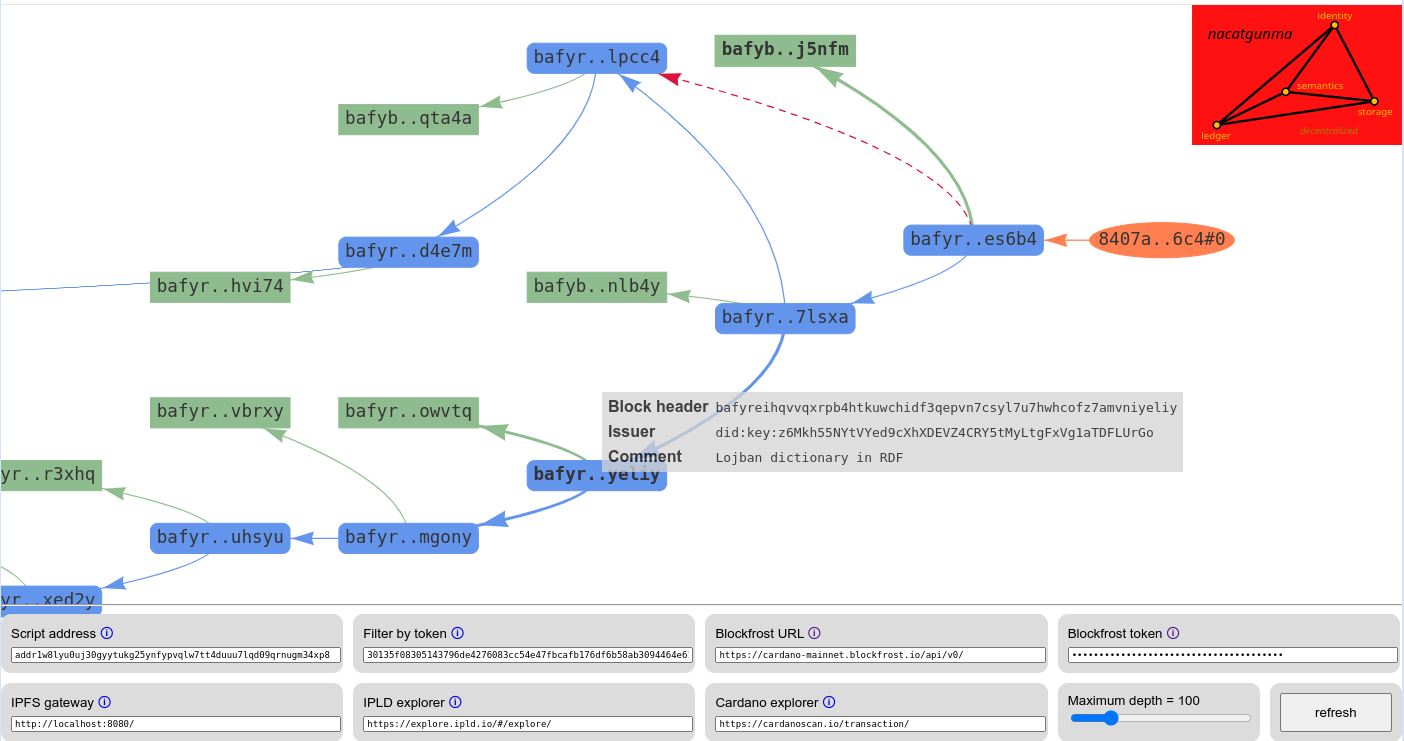 identity
nacatgunma
semantics
storage
decentralized
ledger
bafyr..lpcc4
bafyb..j5nfm
bafyb..qta4a
bafyr..d4e7m
bafyr..es6b4
8407a..6c4#0
bafyr..hvi74
bafyb..nlb4y
bafyr..7lsxa
bafyr..vbrxy
bafyr..owvtq
Block header bafyreihqvvqxrpb4htkuwchidf3qepvn7csyl7u7hwhcofz7amvniyeliy
Issuer did:key:z6Mkh55NYtVYed9cXhXDEVZ4CRY5tMyLtgFxVg1aTDFLUrGo
Comment Lojban dictionary in RDF
yr..r3xhq
bafyr..yeliy
bafyr..uhsyu
bafyr..mgony
yr..xed2y
Script address ⓘ
addr1w8lyu0uj30gyytukg25ynfypvqlw7tt4duuu7lqd09qrnugm34xp8
Filter by token ⓘ
30135f08305143796de4276083cc54e47fbcafb176df6b58ab3094464e6
Blockfrost URL ⓘ
https://cardano-mainnet.blockfrost.io/api/v0/
Blockfrost token ⓘ
•••••••••••••••••••••••••••••••••••••••
IPFS gateway ⓘ
http://localhost:8080/
IPLD explorer ⓘ
https://explore.ipld.io/#/explore/
Cardano explorer ⓘ
https://cardanoscan.io/transaction/
Maximum depth = 100
refresh